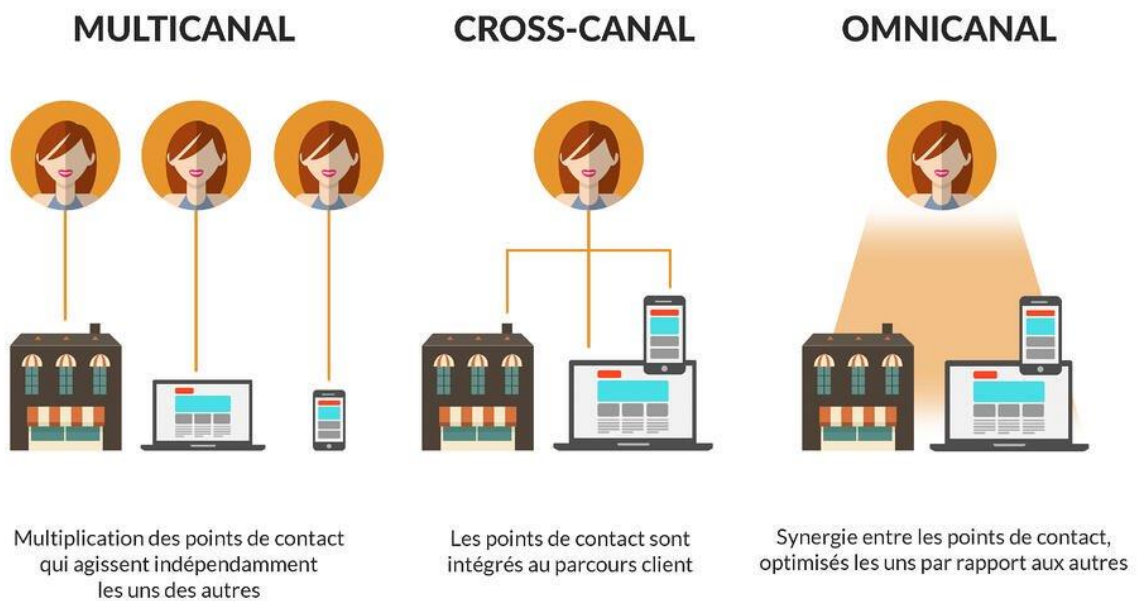 MULTICANAL
CROSS-CANAL
OMNICANAL
Multiplication des points de contact
qui agissent indépendamment
les uns des autres
Les points de contact sont
intégrés au parcours client
Synergie entre les points de contact,
optimisés les uns par rapport aux autres